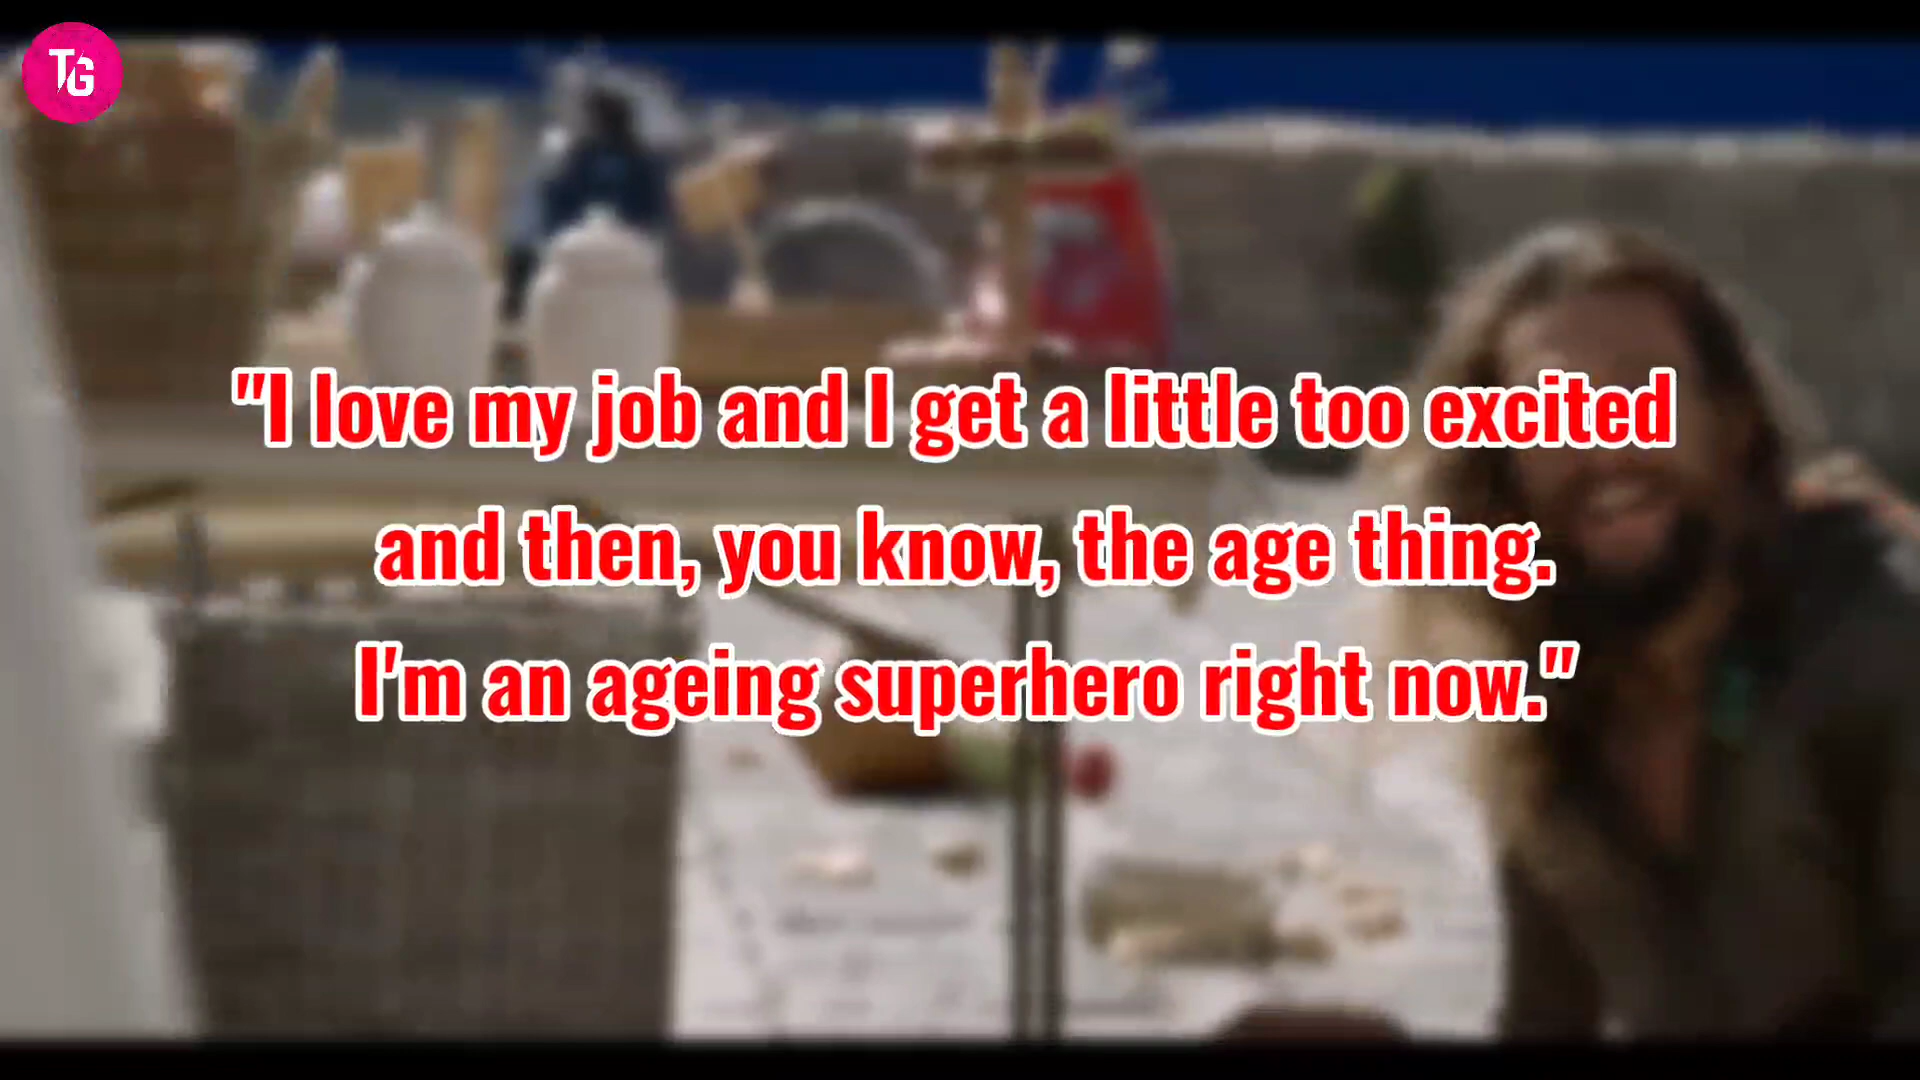 TG
"I love my job and I get a little too excited
and then, you know, the age thing.
I'm an ageing superhero right now."